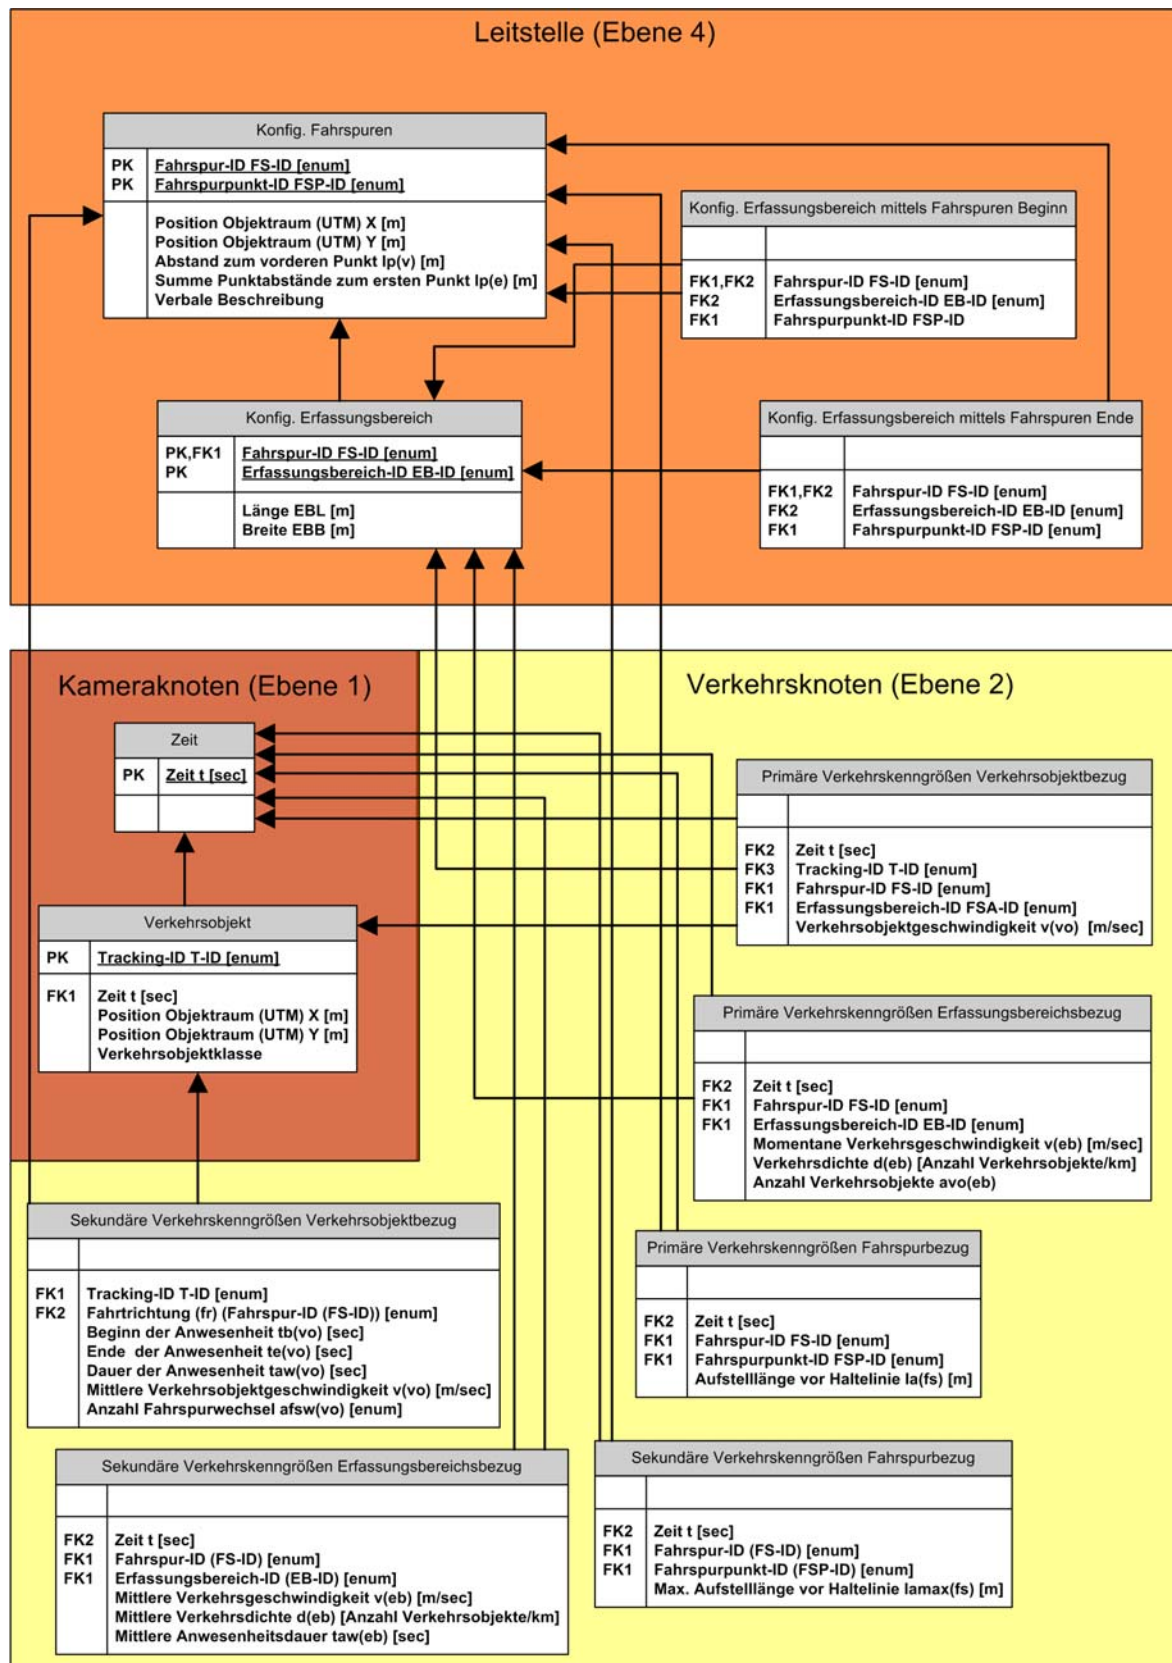 Leitstelle (Ebene 4)
Konfig. Fahrspuren
PK Fahrspur-ID FS-ID [enum]
PK Fahrspurpunkt-ID FSP-ID [enum]
Position Objektraum (UTM) X [m]
Position Objektraum (UTM) Y [m]
Abstand zum vorderen Punkt lp(v) [m]
Summe Punktabstände zum ersten Punkt lp(e) [m]
Verbale Beschreibung
Konfig. Erfassungsbereich mittels Fahrspuren Beginn
FK1,FK2 Fahrspur-ID FS-ID [enum]
FK2 Erfassungsbereich-ID EB-ID [enum]
FK1 Fahrspurpunkt-ID FSP-ID
Konfig. Erfassungsbereich
PK,FK1 Fahrspur-ID FS-ID [enum]
PK Erfassungsbereich-ID EB-ID [enum]
Länge EBL [m]
Breite EBB [m]
Konfig. Erfassungsbereich mittels Fahrspuren Ende
FK1,FK2 Fahrspur-ID FS-ID [enum]
FK2 Erfassungsbereich-ID EB-ID [enum]
FK1 Fahrspurpunkt-ID FSP-ID [enum]
Kameraknoten (Ebene 1)
Verkehrsknoten (Ebene 2)
Zeit
PK Zeit t [sec]
Primäre Verkehrskenngrößen Verkehrsobjektbezug
FK2 Zeit t [sec]
FK3 Tracking-ID T-ID [enum]
FK1 Fahrspur-ID FS-ID [enum]
FK1 Erfassungsbereich-ID FSA-ID [enum]
Verkehrsobjektgeschwindigkeit v(vo) [m/sec]
Verkehrsobjekt
PK Tracking-ID T-ID [enum]
FK1 Zeit t [sec]
Position Objektraum (UTM) X [m]
Position Objektraum (UTM) Y [m]
Verkehrsobjektklasse
Primäre Verkehrskenngrößen Erfassungsbereichsbezug
FK2 Zeit t [sec]
FK1 Fahrspur-ID FS-ID [enum]
FK1 Erfassungsbereich-ID EB-ID [enum]
Momentane Verkehrsgeschwindigkeit v(eb) [m/sec]
Verkehrsdichte d(eb) [Anzahl Verkehrsobjekte/km]
Anzahl Verkehrsobjekte avo(eb)
Sekundäre Verkehrskenngrößen Verkehrsobjektbezug
FK1 Tracking-ID T-ID [enum]
FK2 Fahrtrichtung (fr) (Fahrspur-ID (FS-ID)) [enum]
Beginn der Anwesenheit tb(vo) [sec]
Ende der Anwesenheit te(vo) [sec]
Dauer der Anwesenheit taw(vo) [sec]
Mittlere Verkehrsobjektgeschwindigkeit v(vo) [m/sec]
Anzahl Fahrspurwechsel afsw(vo) [enum]
Primäre Verkehrskenngrößen Fahrspurbezug
FK2 Zeit t [sec]
FK1 Fahrspur-ID FS-ID [enum]
FK1 Fahrspurpunkt-ID FSP-ID [enum]
Aufstelllänge vor Haltelinie la(fs) [m]
Sekundäre Verkehrskenngrößen Erfassungsbereichsbezug
FK2 Zeit t [sec]
FK1 Fahrspur-ID (FS-ID) [enum]
FK1 Erfassungsbereich-ID (EB-ID) [enum]
Mittlere Verkehrsgeschwindigkeit v(eb) [m/sec]
Mittlere Verkehrsdichte d(eb) [Anzahl Verkehrsobjekte/km]
Mittlere Anwesenheitsdauer taw(eb) [sec]
Sekundäre Verkehrskenngrößen Fahrspurbezug
FK2 Zeit t [sec]
FK1 Fahrspur-ID (FS-ID) [enum]
FK1 Fahrspurpunkt-ID (FSP-ID) [enum]
Max. Aufstelllänge vor Haltelinie lamax(fs) [m]